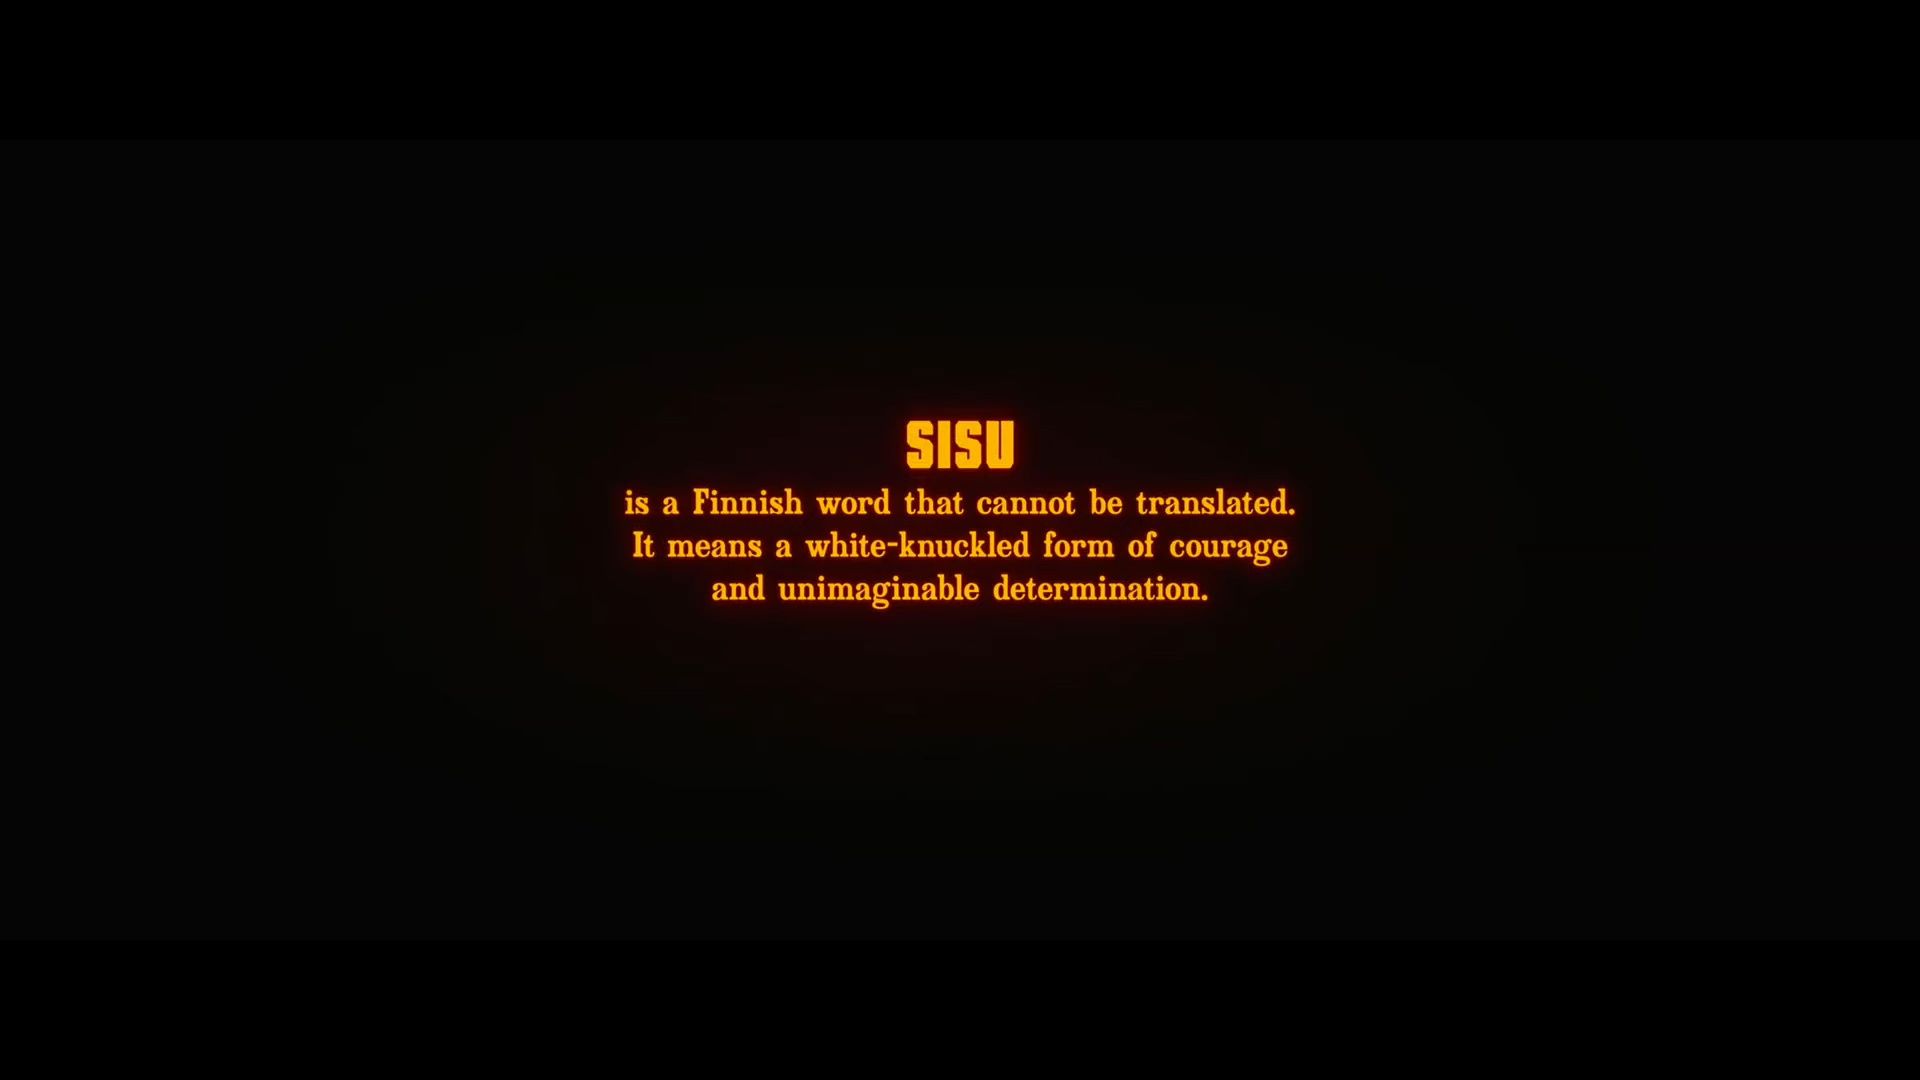 SISU
is a Finnish word that cannot be translated.
It means a white-knuckled form of courage
and unimaginable determination.